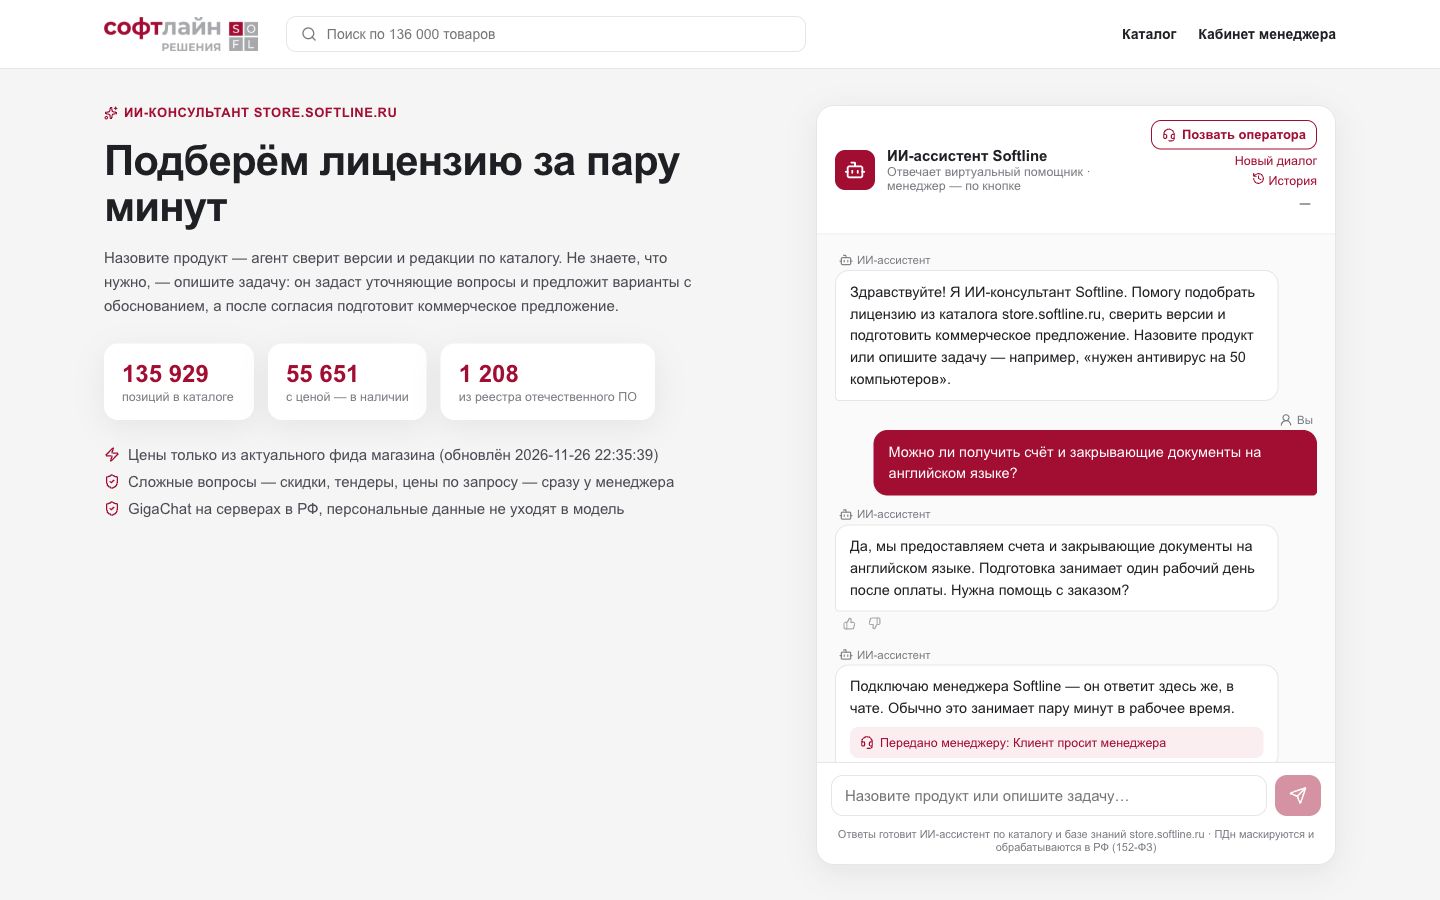 софтлайн
РЕШЕНИЯ
S O
F L
Поиск по 136 000 товаров
Каталог
Кабинет менеджера
ИИ-КОНСУЛЬТАНТ STORE.SOFTLINE.RU
Подберём лицензию за пару
минут
Назовите продукт — агент сверит версии и редакции по каталогу. Не знаете, что
нужно, — опишите задачу: он задаст уточняющие вопросы и предложит варианты с
обоснованием, а после согласия подготовит коммерческое предложение.
135 929
позиций в каталоге
55 651
с ценой — в наличии
1 208
из реестра отечественного ПО
Цены только из актуального фида магазина (обновлён 2026-11-26 22:35:39)
Сложные вопросы — скидки, тендеры, цены по запросу — сразу у менеджера
GigaChat на серверах в РФ, персональные данные не уходят в модель
ИИ-ассистент Softline
Отвечает виртуальный помощник ·
менеджер — по кнопке
Позвать оператора
Новый диалог
История
—
ИИ-ассистент
Здравствуйте! Я ИИ-консультант Softline. Помогу подобрать
лицензию из каталога store.softline.ru, сверить версии и
подготовить коммерческое предложение. Назовите продукт
или опишите задачу — например, «нужен антивирус на 50
компьютеров».
Вы
Можно ли получить счёт и закрывающие документы на
английском языке?
ИИ-ассистент
Да, мы предоставляем счета и закрывающие документы на
английском языке. Подготовка занимает один рабочий день
после оплаты. Нужна помощь с заказом?
ИИ-ассистент
Подключаю менеджера Softline — он ответит здесь же, в
чате. Обычно это занимает пару минут в рабочее время.
Передано менеджеру: Клиент просит менеджера
Назовите продукт или опишите задачу…
Ответы готовит ИИ-ассистент по каталогу и базе знаний store.softline.ru · ПДн маскируются и
обрабатываются в РФ (152-ФЗ)